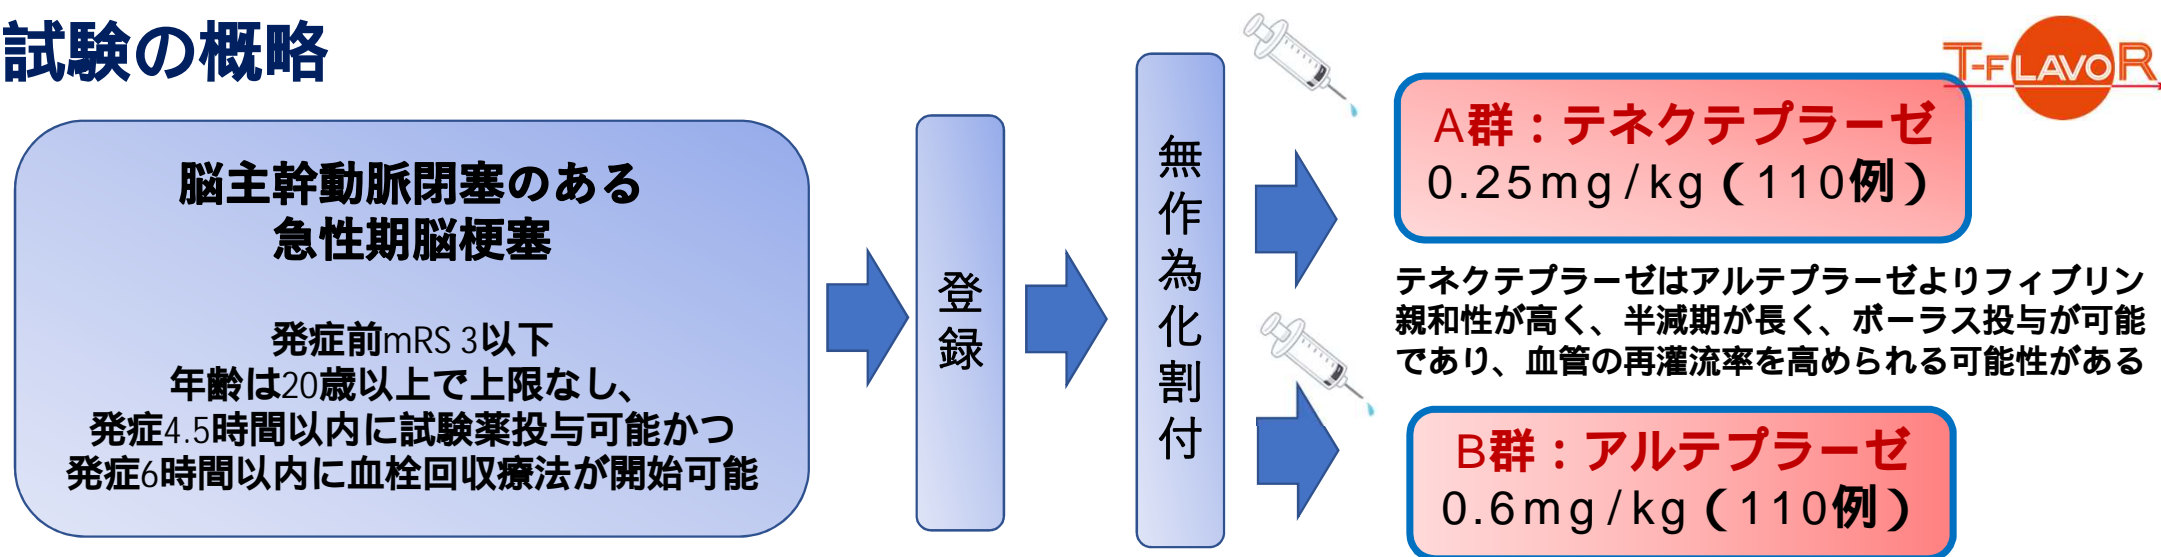 試験の概略
T-FLAVOR
脳主幹動脈閉塞のある
急性期脳梗塞
発症前mRS 3以下
年齢は20歳以上で上限なし、
発症4.5時間以内に試験薬投与可能かつ
発症6時間以内に血栓回収療法が開始可能
登録
無作為化割付
A群：テネクテプラーゼ
0.25mg/kg（110例）
テネクテプラーゼはアルテプラーゼよりフィブリン
親和性が高く、半減期が長く、ボーラス投与が可能
であり、血管の再灌流率を高められる可能性がある
B群：アルテプラーゼ
0.6mg/kg（110例）